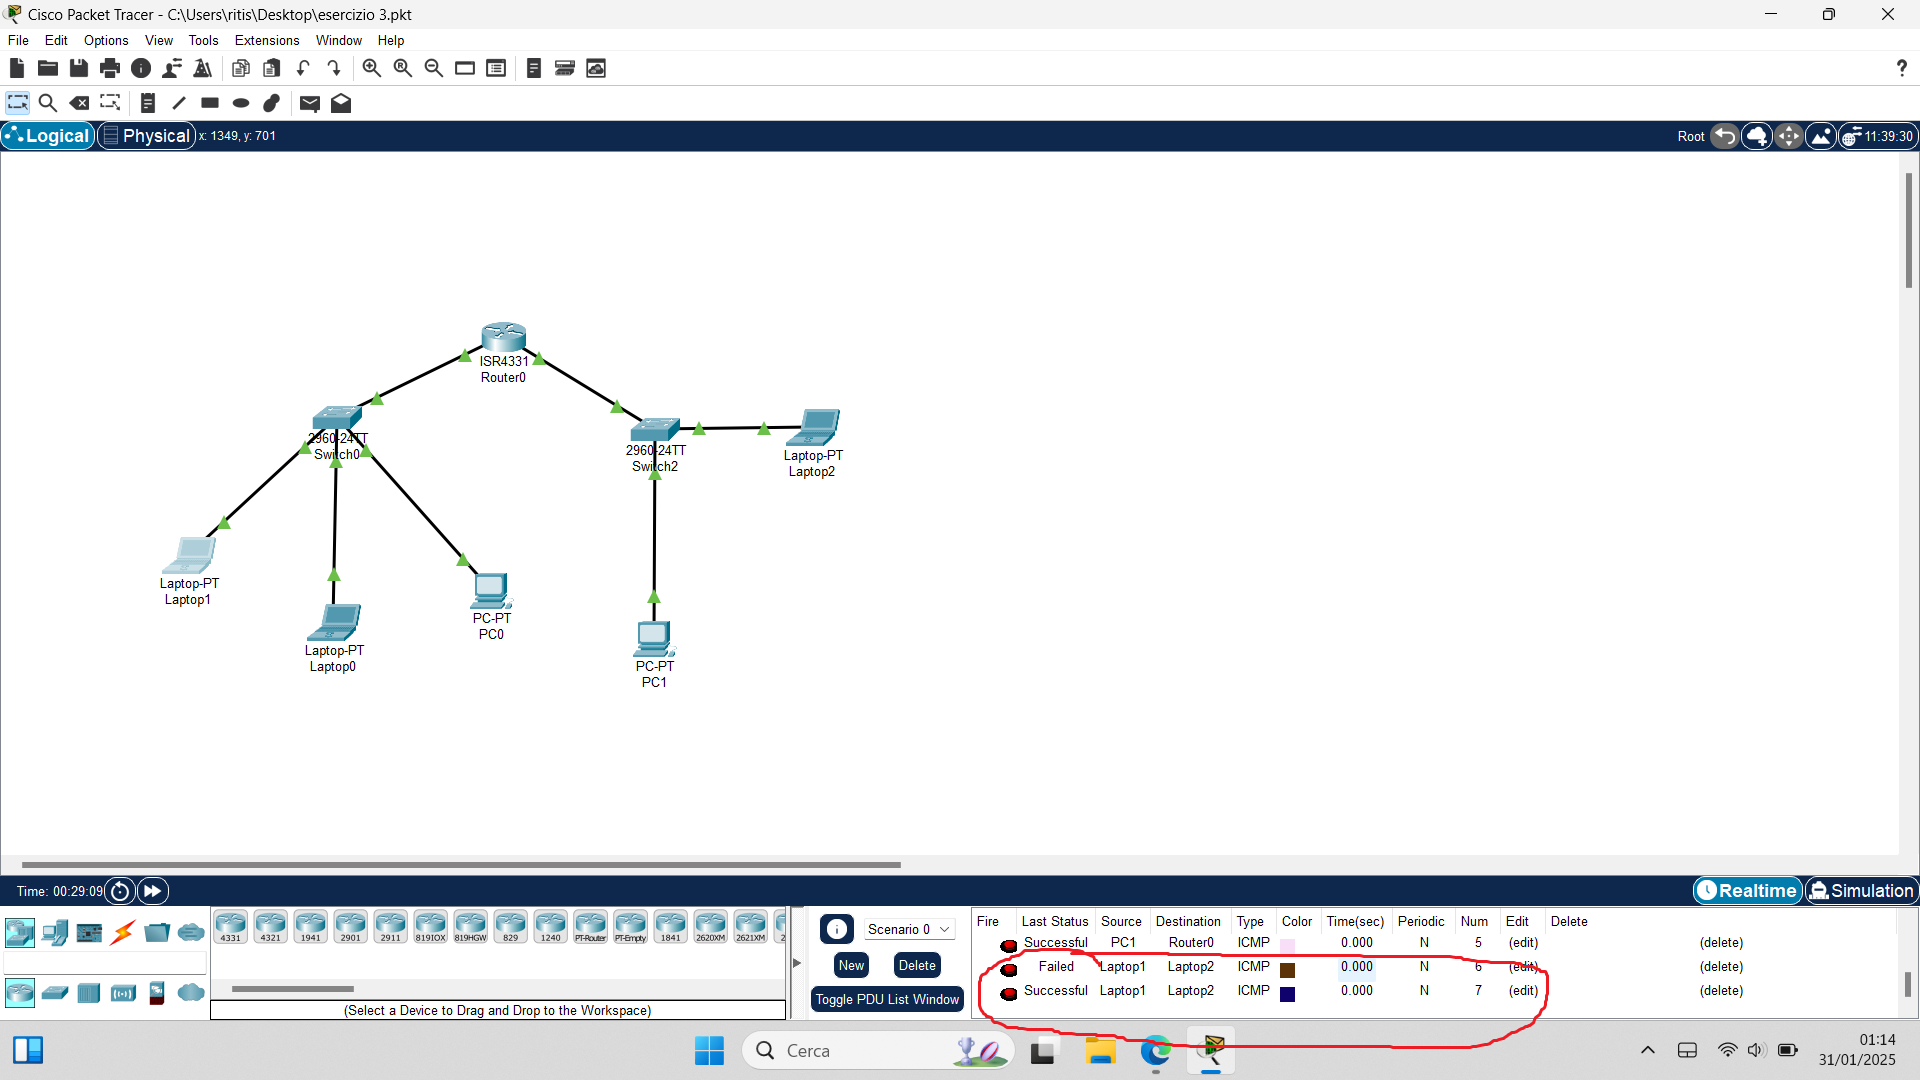 Cisco Packet Tracer - C:\Users\ritis\Desktop\esercizio 3.pkt
File Edit Options View Tools Extensions Window Help
?
Logical Physical x: 1349, y: 701 Root 11:39:30
ISR4331
Router0
2960-24TT
Switch0
2960-24TT
Switch2
Laptop-PT
Laptop2
Laptop-PT
Laptop1
Laptop-PT
Laptop0
PC-PT
PC0
PC-PT
PC1
Time: 00:29:09 Realtime Simulation
4331 4321 1941 2901 2911 819IOX 819HGW 829 1240 PT-Router PT-Empty 1841 2620XM 2621XM
(Select a Device to Drag and Drop to the Workspace)
Scenario 0
New Delete
Toggle PDU List Window
Fire Last Status Source Destination Type Color Time(sec) Periodic Num Edit Delete
Successful PC1 Router0 ICMP 0.000 N 5 (edit) (delete)
Failed Laptop1 Laptop2 ICMP 0.000 N 6 (edit) (delete)
Successful Laptop1 Laptop2 ICMP 0.000 N 7 (edit) (delete)
Cerca
01:14
31/01/2025